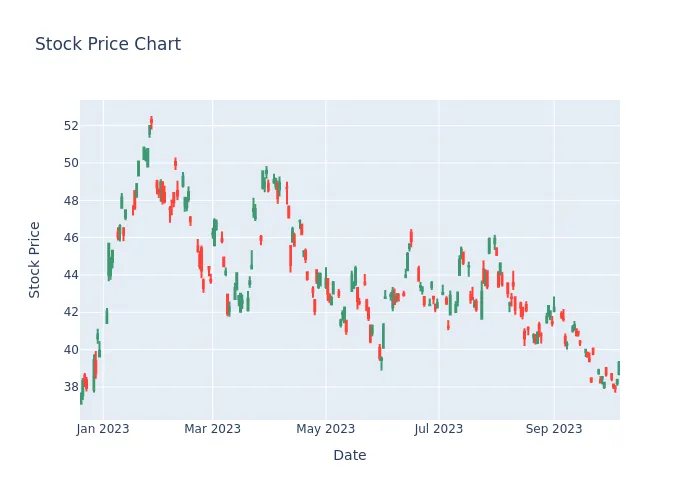 Stock Price Chart
Stock Price
52
50
48
46
44
42
40
38
Jan 2023
Mar 2023
May 2023
Jul 2023
Sep 2023
Date